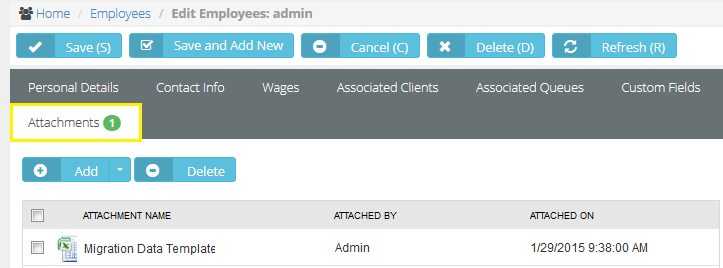 Home / Employees / Edit Employees: admin
Save (S) Save and Add New Cancel (C) Delete (D) Refresh (R)
Personal Details Contact Info Wages Associated Clients Associated Queues Custom Fields
Attachments 1
Add Delete
ATTACHMENT NAME ATTACHED BY ATTACHED ON
Migration Data Template Admin 1/29/2015 9:38:00 AM